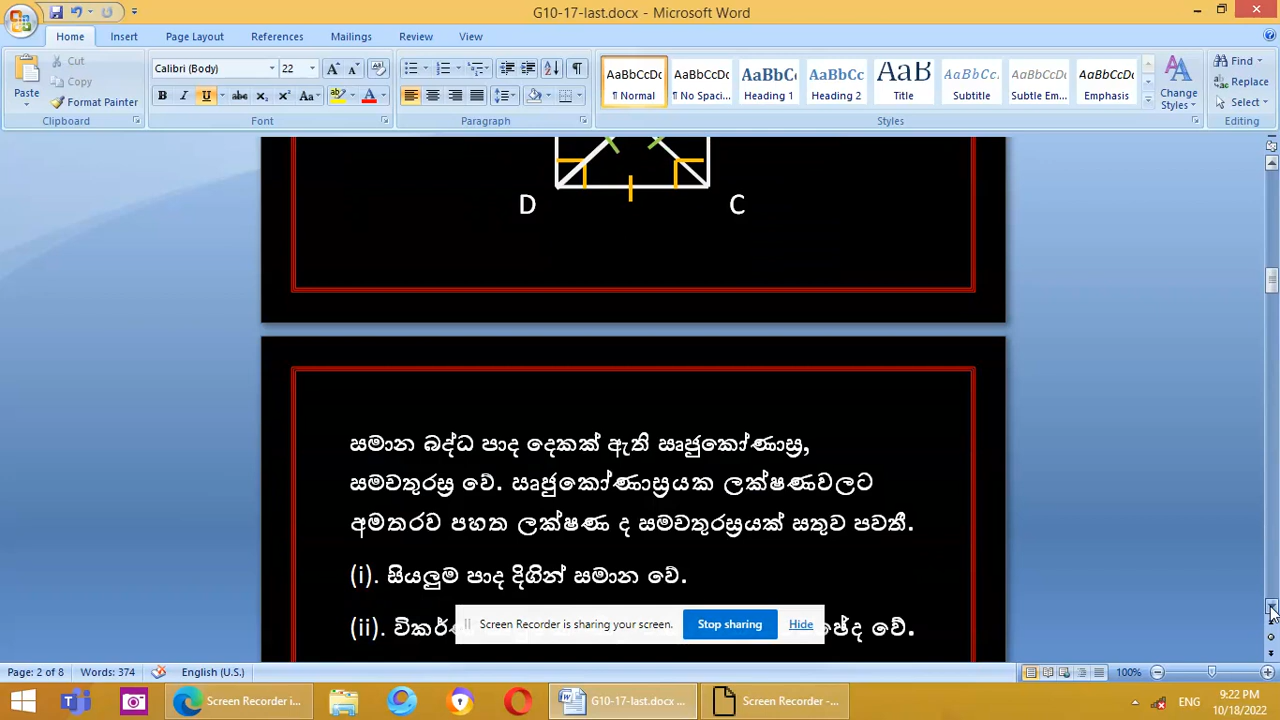 G10-17-last.docx - Microsoft Word
Home Insert Page Layout References Mailings Review View
Paste
Cut
Copy
Format Painter
Clipboard
Calibri (Body) 22
Font
Paragraph
AaBbCcDc AaBbCcDc AaBbCc AaBbCc AaB AaBbCc. AaBbCcDc AaBbCcDc
¶ Normal ¶ No Spaci... Heading 1 Heading 2 Title Subtitle Subtle Em... Emphasis
Change Styles
Styles
Find
Replace
Select
Editing
D C
සමාන බද්ධ පාද දෙකක් ඇති ඍජුකෝණාස්‍ර,
සමචතුරස්‍ර වේ. ඍජුකෝණාස්‍රයක ලක්ෂණවලට
අමතරව පහත ලක්ෂණ ද සමචතුරස්‍රයක් සතුව පවතී.
(i). සියලුම පාද දිගින් සමාන වේ.
(ii).
වේ.
Screen Recorder is sharing your screen. Stop sharing Hide
Page: 2 of 8 Words: 374 English (U.S.) 100%
Screen Recorder i... G10-17-last.docx ... Screen Recorder -... ENG 9:22 PM
10/18/2022